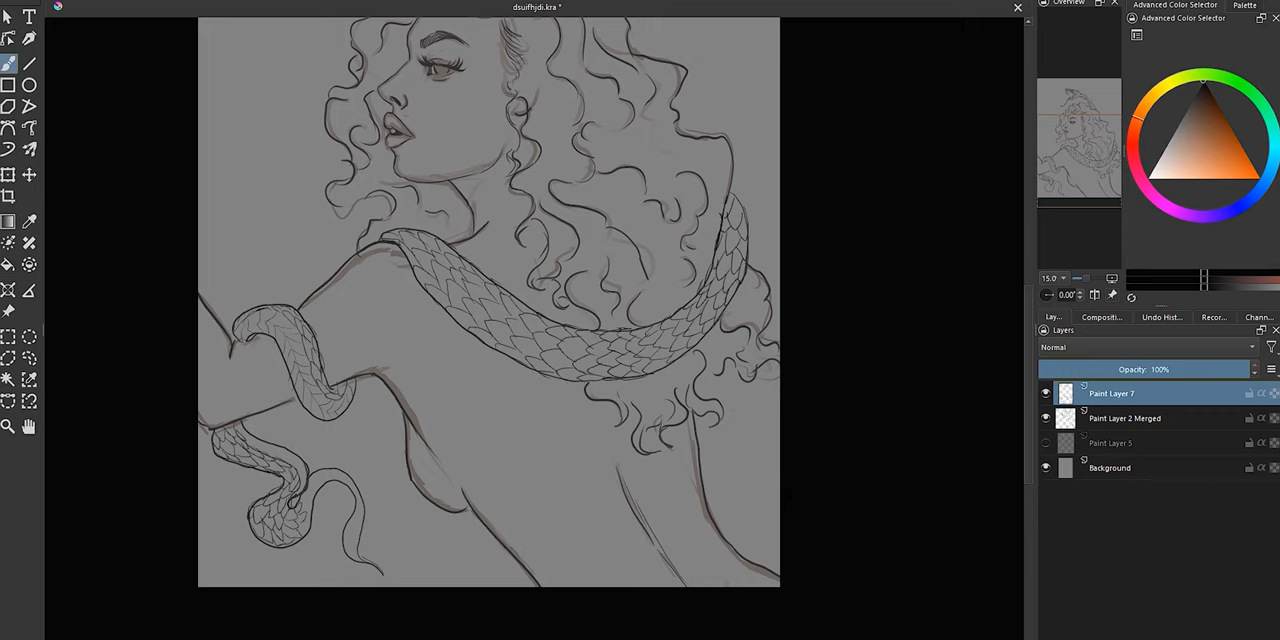 dsuifhjdi.kra *
Overview
Advanced Color Selector
Palette
Advanced Color Selector
15.0
0.00°
Lay...
Compositi...
Undo Hist...
Recor...
Chann...
Layers
Normal
Opacity: 100%
Paint Layer 7
Paint Layer 2 Merged
Paint Layer 5
Background